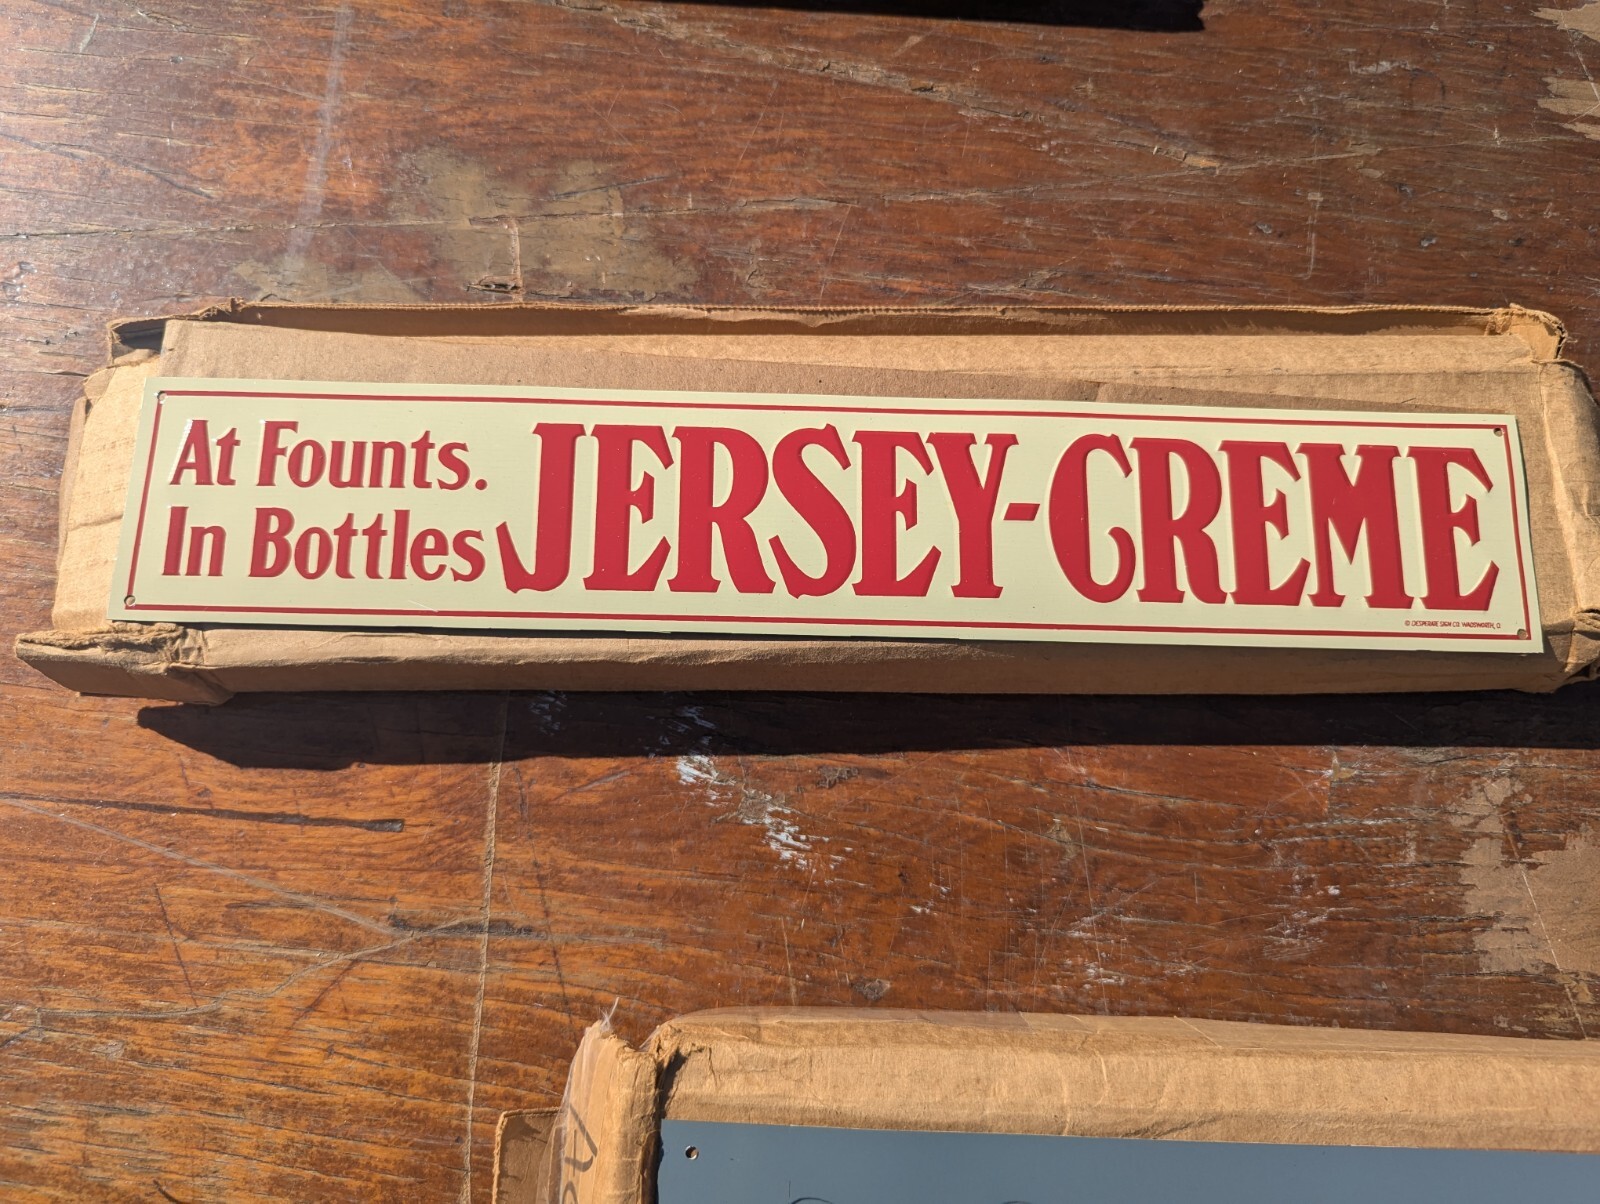 At Founts.
In Bottles
JERSEY-CREME
© DESPERATE SIGN CO. WADSWORTH, O